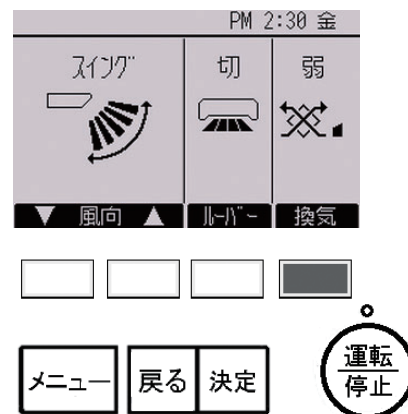 PM 2:30 金
スイング 切 弱
▼ 風向 ▲ ルーバー 換気
メニュー 戻る 決定 運転
停止